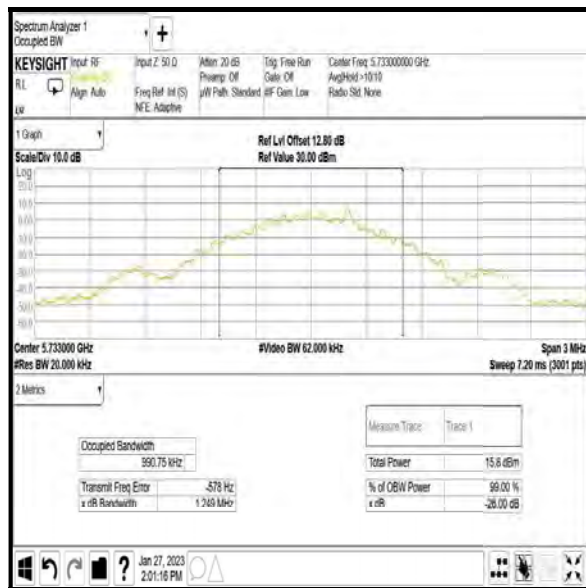 Spectrum Analyzer 1
Occupied BW
KEYSIGHT Input: RF
R L
Align: Auto
Input Z: 50 Ω
Freq Ref: Int (S)
NFE: Adaptive
Atten: 20 dB
Preamp: Off
µW Path: Standard
Trig: Free Run
Gate: Off
#IF Gain: Low
Center Freq: 5.733000000 GHz
Avg|Hold:>10/10
Radio Std: None
1 Graph
Scale/Div 10.0 dB
Ref Lvl Offset 12.80 dB
Ref Value 30.00 dBm
Log
20.0
10.0
0.00
Center 5.733000 GHz
#Video BW 62.000 kHz
Span 3 MHz
#Res BW 20.000 kHz
Sweep 7.20 ms (3001 pts)
2 Metrics
Measure Trace Trace 1
Occupied Bandwidth
990.75 kHz
Total Power 15.6 dBm
Transmit Freq Error -578 Hz
% of OBW Power 99.00 %
x dB Bandwidth 1.249 MHz
x dB -26.00 dB
?
Jan 27, 2023
2:01:16 PM